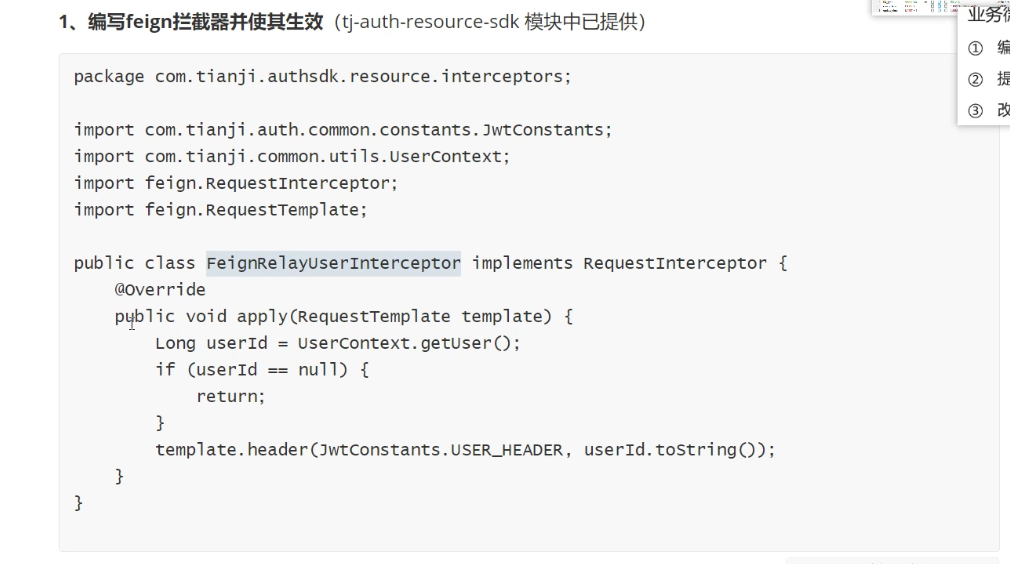 1、编写feign拦截器并使其生效（tj-auth-resource-sdk 模块中已提供）
业务
① 编
② 提
③ 改
package com.tianji.authsdk.resource.interceptors;
import com.tianji.auth.common.constants.JwtConstants;
import com.tianji.common.utils.UserContext;
import feign.RequestInterceptor;
import feign.RequestTemplate;
public class FeignRelayUserInterceptor implements RequestInterceptor {
@Override
public void apply(RequestTemplate template) {
Long userId = UserContext.getUser();
if (userId == null) {
return;
}
template.header(JwtConstants.USER_HEADER, userId.toString());
}
}